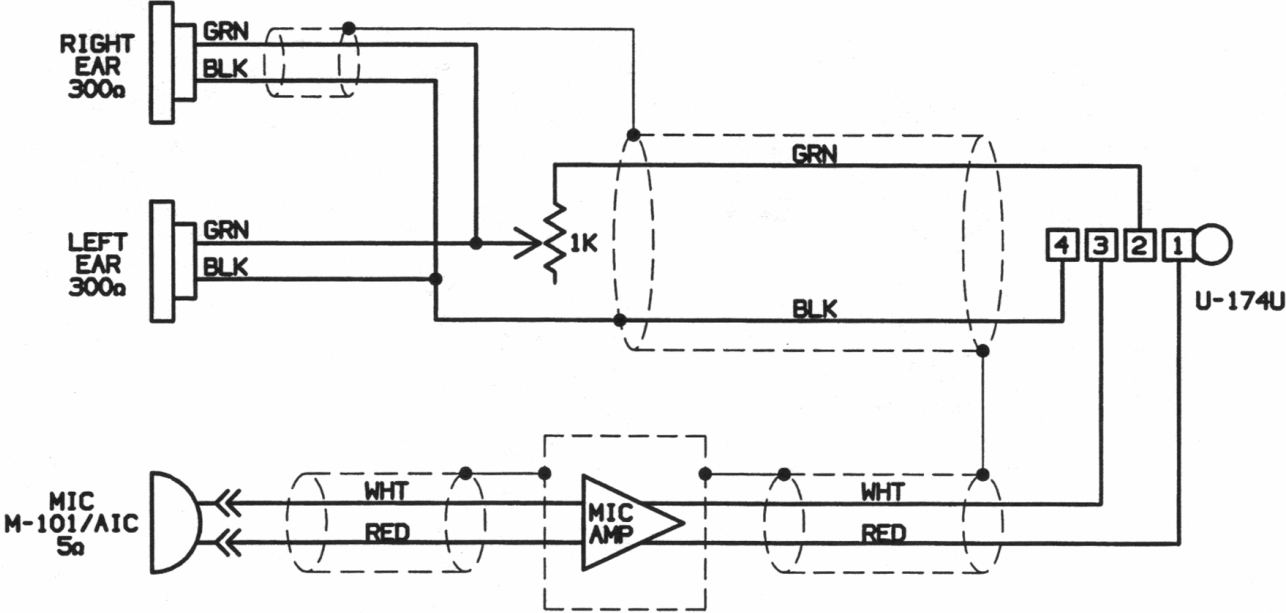 RIGHT
EAR
300Ω
GRN
BLK
GRN
LEFT
EAR
300Ω
GRN
BLK
1K
4 3 2 1
U-174U
BLK
MIC
M-101/AIC
5Ω
WHT
RED
MIC
AMP
WHT
RED